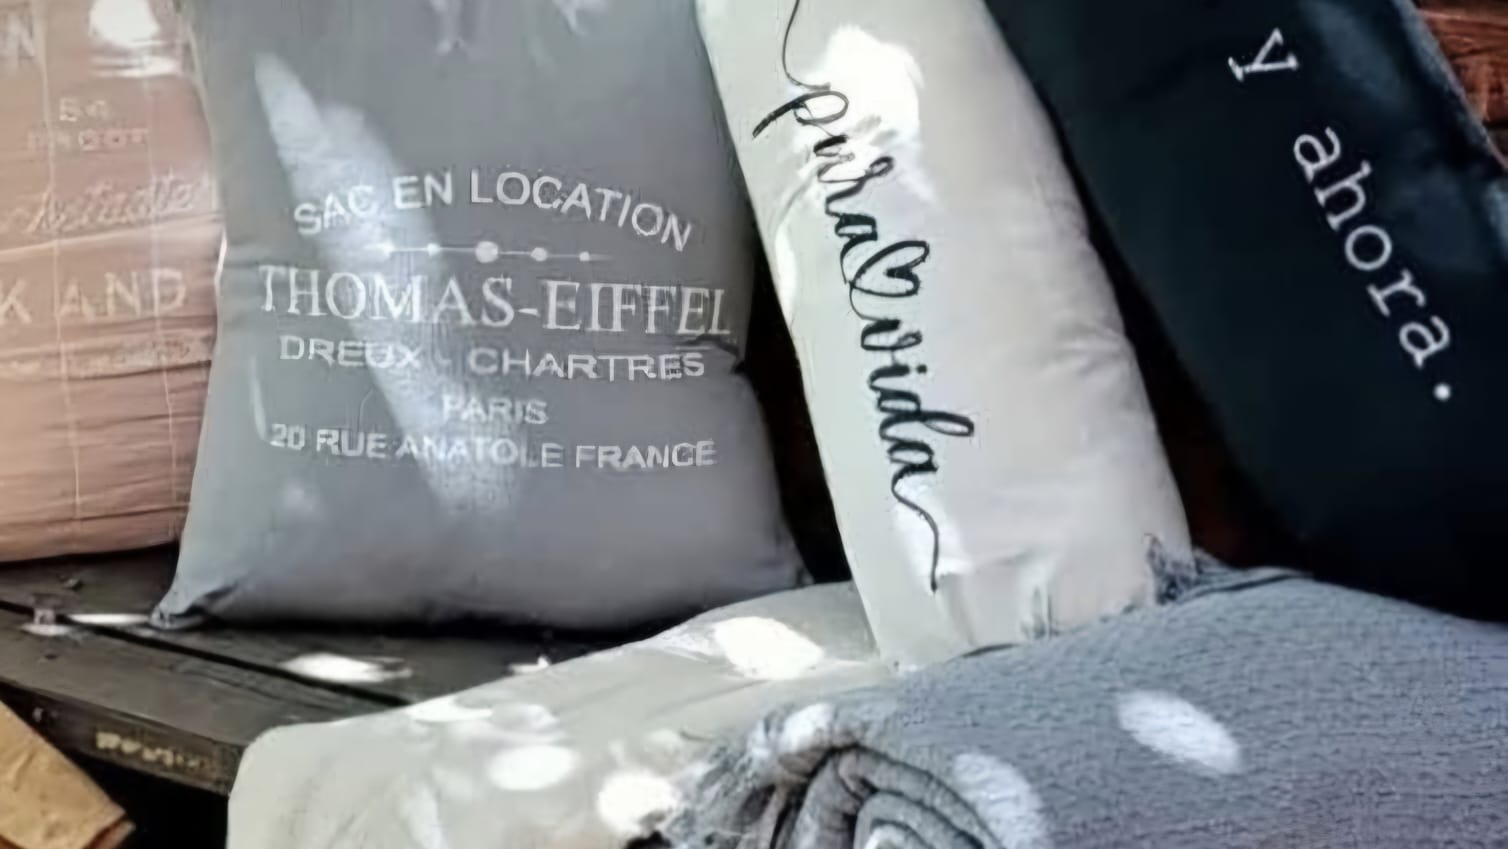 K AND
SAC EN LOCATION
THOMAS-EIFFEL
DREUX - CHARTRES
PARIS
20 RUE ANATOLE FRANCE
pura vida
y ahora.